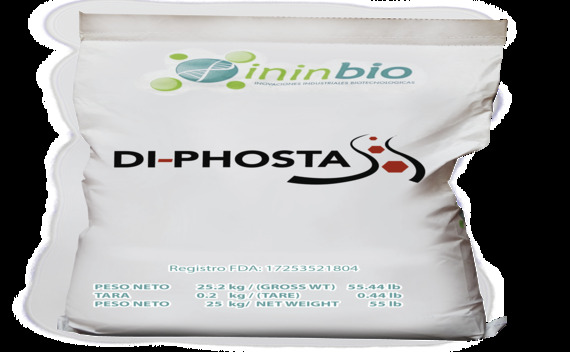 ininbio
INNOVACIONES INDUSTRIALES BIOTECNOLOGICAS
DI-PHOSTA
Registro FDA: 17253521804
PESO NETO 25.2 kg / (GROSS WT) 55.44 lb
TARA 0.2 kg / (TARE) 0.44 lb
PESO NETO 25 kg/ NET WEIGHT 55 lb